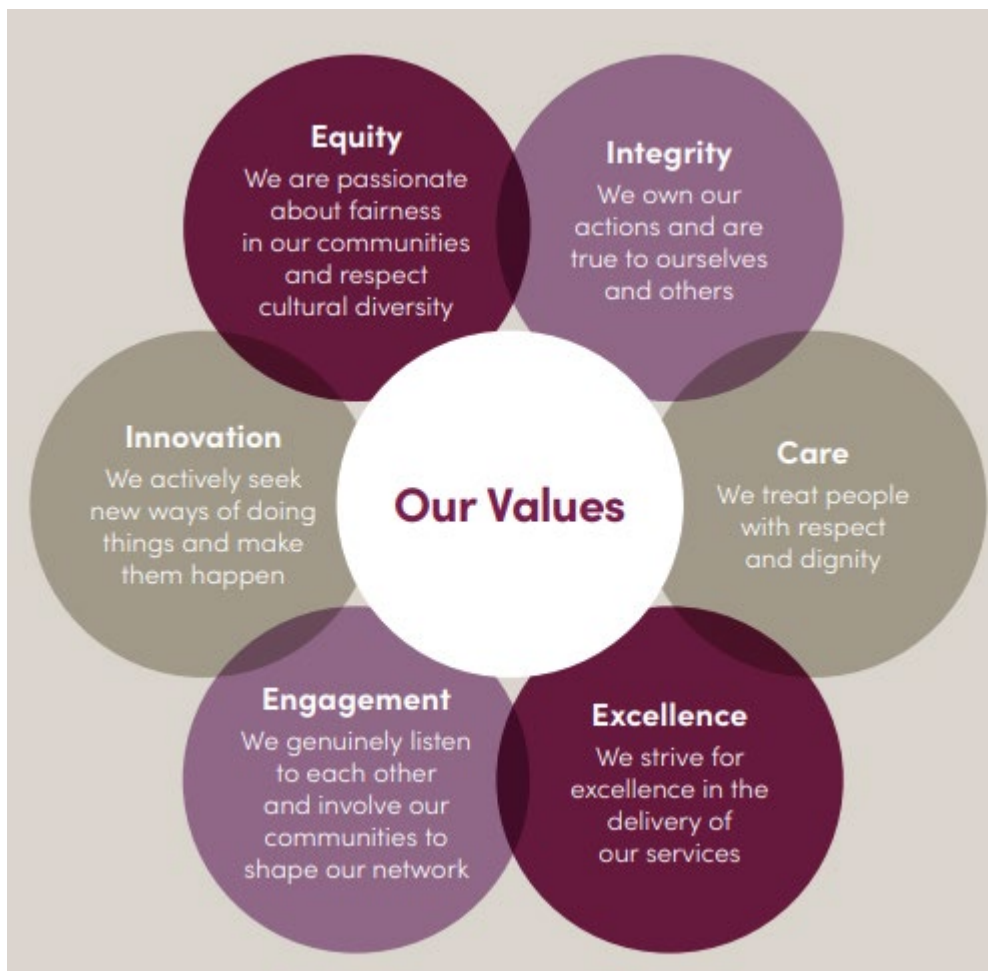 Equity
We are passionate
about fairness
in our communities
and respect
cultural diversity
Integrity
We own our
actions and are
true to ourselves
and others
Innovation
We actively seek
new ways of doing
things and make
them happen
Our Values
Care
We treat people
with respect
and dignity
Engagement
We genuinely listen
to each other
and involve our
communities to
shape our network
Excellence
We strive for
excellence in the
delivery of
our services